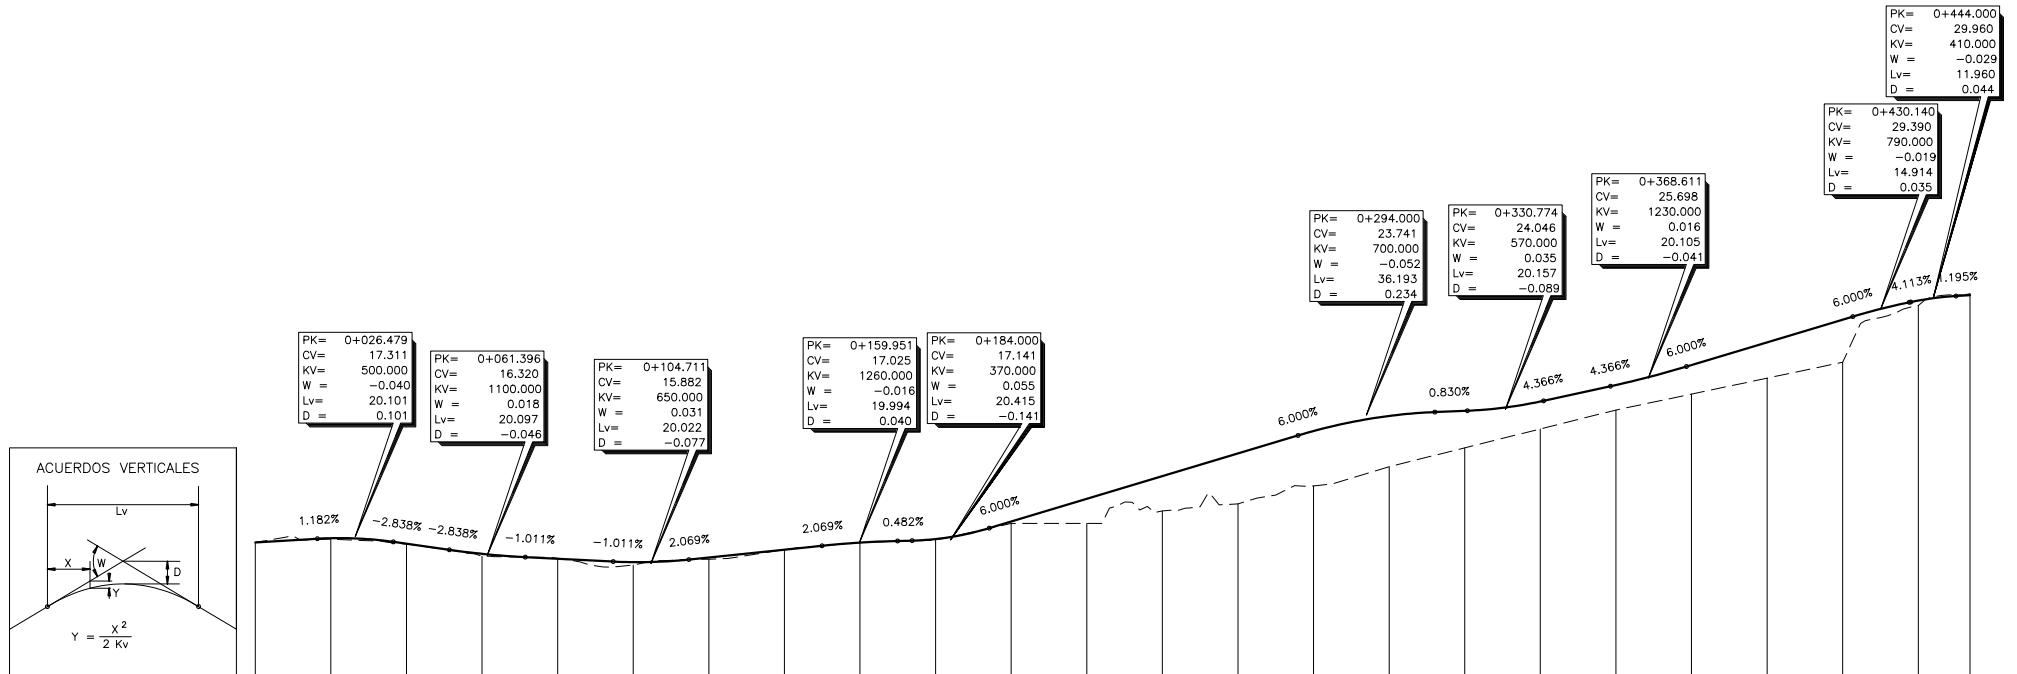 PK= 0+444.000
CV= 29.960
KV= 410.000
W = −0.029
Lv= 11.960
D = 0.044
PK= 0+430.140
CV= 29.390
KV= 790.000
W = −0.019
Lv= 14.914
D = 0.035
PK= 0+368.611
CV= 25.698
KV= 1230.000
W = 0.016
Lv= 20.105
D = −0.041
PK= 0+330.774
CV= 24.046
KV= 570.000
W = 0.035
Lv= 20.157
D = −0.089
PK= 0+294.000
CV= 23.741
KV= 700.000
W = −0.052
Lv= 36.193
D = 0.234
PK= 0+184.000
CV= 17.141
KV= 370.000
W = 0.055
Lv= 20.415
D = −0.141
PK= 0+159.951
CV= 17.025
KV= 1260.000
W = −0.016
Lv= 19.994
D = 0.040
PK= 0+104.711
CV= 15.882
KV= 650.000
W = 0.031
Lv= 20.022
D = −0.077
PK= 0+061.396
CV= 16.320
KV= 1100.000
W = 0.018
Lv= 20.097
D = −0.046
PK= 0+026.479
CV= 17.311
KV= 500.000
W = −0.040
Lv= 20.101
D = 0.101
1.182%
−2.838%
−2.838%
−1.011%
−1.011%
2.069%
2.069%
0.482%
6.000%
6.000%
0.830%
4.366%
4.366%
6.000%
6.000%
4.113%
1.195%
ACUERDOS VERTICALES
Lv
X
W
D
Y
Y = X²
2 Kv